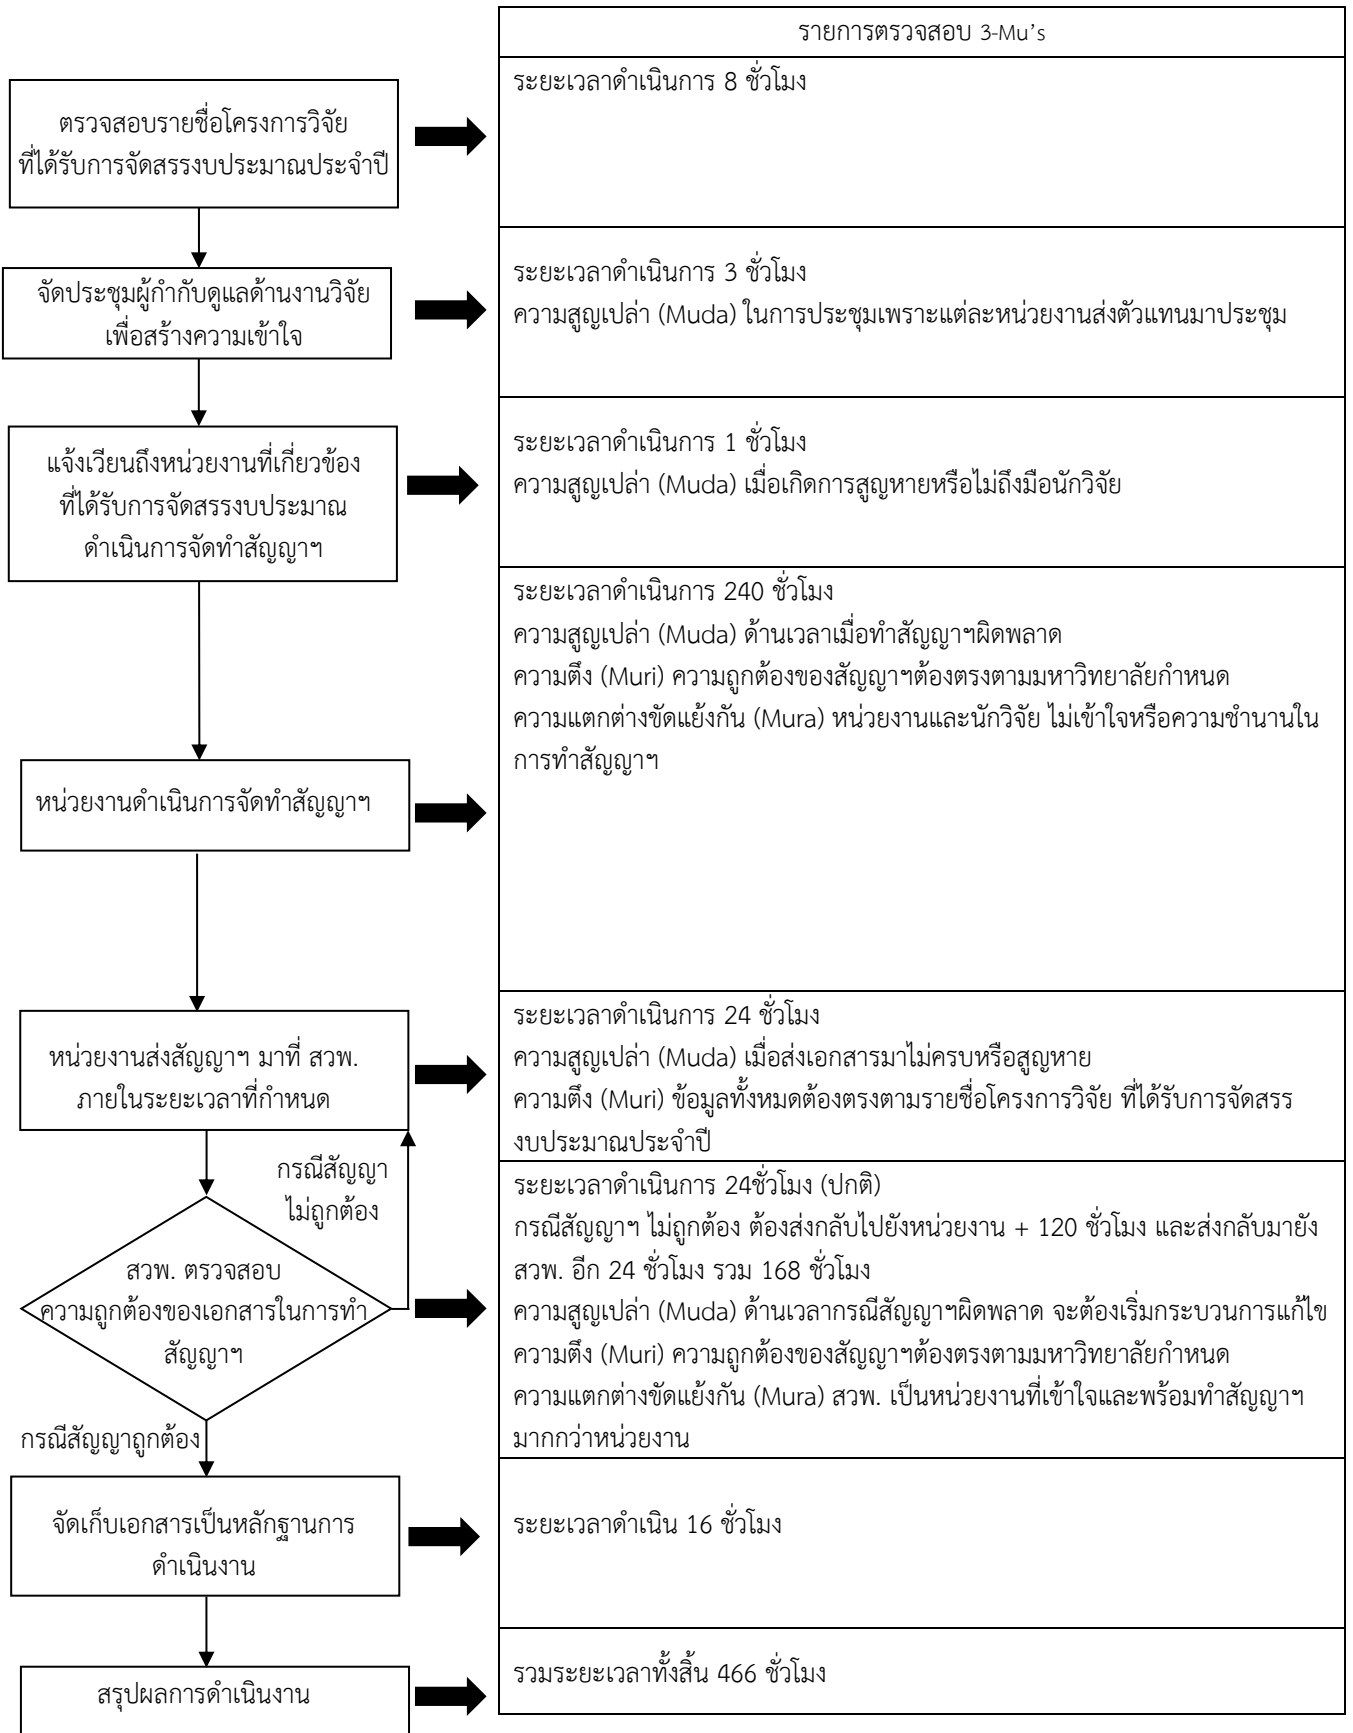 รายการตรวจสอบ 3-Mu’s
ตรวจสอบรายชื่อโครงการวิจัย
ที่ได้รับการจัดสรรงบประมาณประจำปี
ระยะเวลาดำเนินการ 8 ชั่วโมง
จัดประชุมผู้กำกับดูแลด้านงานวิจัย
เพื่อสร้างความเข้าใจ
ระยะเวลาดำเนินการ 3 ชั่วโมง
ความสูญเปล่า (Muda) ในการประชุมเพราะแต่ละหน่วยงานส่งตัวแทนมาประชุม
แจ้งเวียนถึงหน่วยงานที่เกี่ยวข้อง
ที่ได้รับการจัดสรรงบประมาณ
ดำเนินการจัดทำสัญญาฯ
ระยะเวลาดำเนินการ 1 ชั่วโมง
ความสูญเปล่า (Muda) เมื่อเกิดการสูญหายหรือไม่ถึงมือนักวิจัย
หน่วยงานดำเนินการจัดทำสัญญาฯ
ระยะเวลาดำเนินการ 240 ชั่วโมง
ความสูญเปล่า (Muda) ด้านเวลาเมื่อทำสัญญาฯผิดพลาด
ความตึง (Muri) ความถูกต้องของสัญญาฯต้องตรงตามมหาวิทยาลัยกำหนด
ความแตกต่างขัดแย้งกัน (Mura) หน่วยงานและนักวิจัย ไม่เข้าใจหรือความชำนานใน
การทำสัญญาฯ
หน่วยงานส่งสัญญาฯ มาที่ สวพ.
ภายในระยะเวลาที่กำหนด
ระยะเวลาดำเนินการ 24 ชั่วโมง
ความสูญเปล่า (Muda) เมื่อส่งเอกสารมาไม่ครบหรือสูญหาย
ความตึง (Muri) ข้อมูลทั้งหมดต้องตรงตามรายชื่อโครงการวิจัย ที่ได้รับการจัดสรร
งบประมาณประจำปี
กรณีสัญญา
ไม่ถูกต้อง
สวพ. ตรวจสอบ
ความถูกต้องของเอกสารในการทำ
สัญญาฯ
ระยะเวลาดำเนินการ 24ชั่วโมง (ปกติ)
กรณีสัญญาฯ ไม่ถูกต้อง ต้องส่งกลับไปยังหน่วยงาน + 120 ชั่วโมง และส่งกลับมายัง
สวพ. อีก 24 ชั่วโมง รวม 168 ชั่วโมง
ความสูญเปล่า (Muda) ด้านเวลากรณีสัญญาฯผิดพลาด จะต้องเริ่มกระบวนการแก้ไข
ความตึง (Muri) ความถูกต้องของสัญญาฯต้องตรงตามมหาวิทยาลัยกำหนด
ความแตกต่างขัดแย้งกัน (Mura) สวพ. เป็นหน่วยงานที่เข้าใจและพร้อมทำสัญญาฯ
มากกว่าหน่วยงาน
กรณีสัญญาถูกต้อง
จัดเก็บเอกสารเป็นหลักฐานการ
ดำเนินงาน
ระยะเวลาดำเนิน 16 ชั่วโมง
สรุปผลการดำเนินงาน
รวมระยะเวลาทั้งสิ้น 466 ชั่วโมง